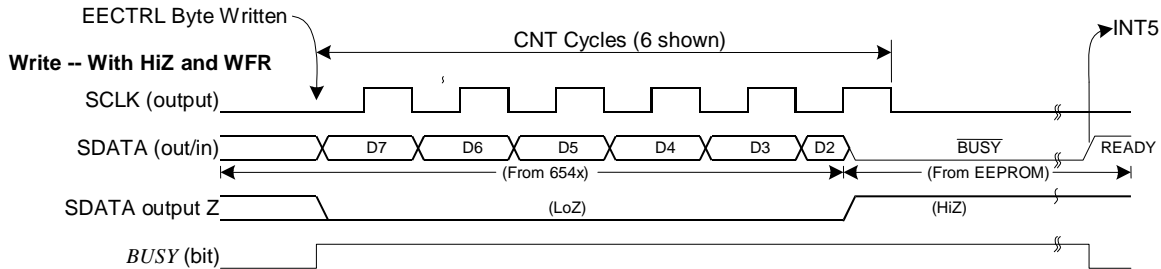 EECTRL Byte Written
INT5
CNT Cycles (6 shown)
Write -- With HiZ and WFR
SCLK (output)
SDATA (out/in) D7 D6 D5 D4 D3 D2 BUSY READY
(From 654x) (From EEPROM)
SDATA output Z (LoZ) (HiZ)
BUSY (bit)